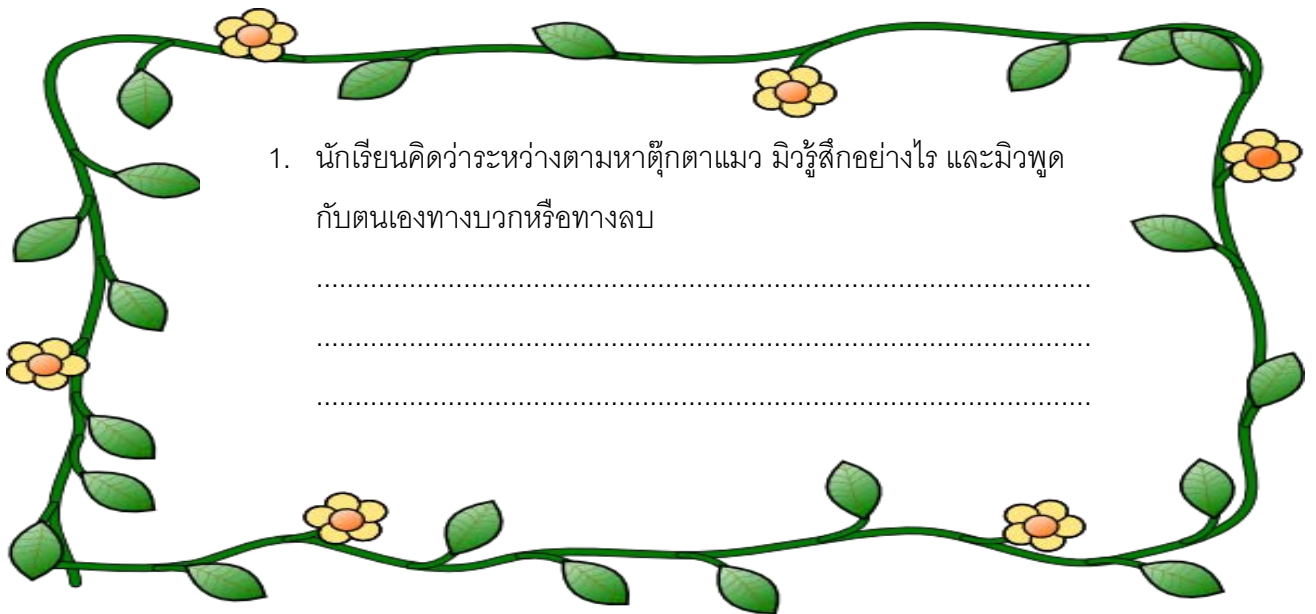 1. นักเรียนคิดว่าระหว่างตามหาตุ๊กตาแมว มิวรู้สึกอย่างไร และมิวพูด
กับตนเองทางบวกหรือทางลบ
....................................................................................................
....................................................................................................
....................................................................................................